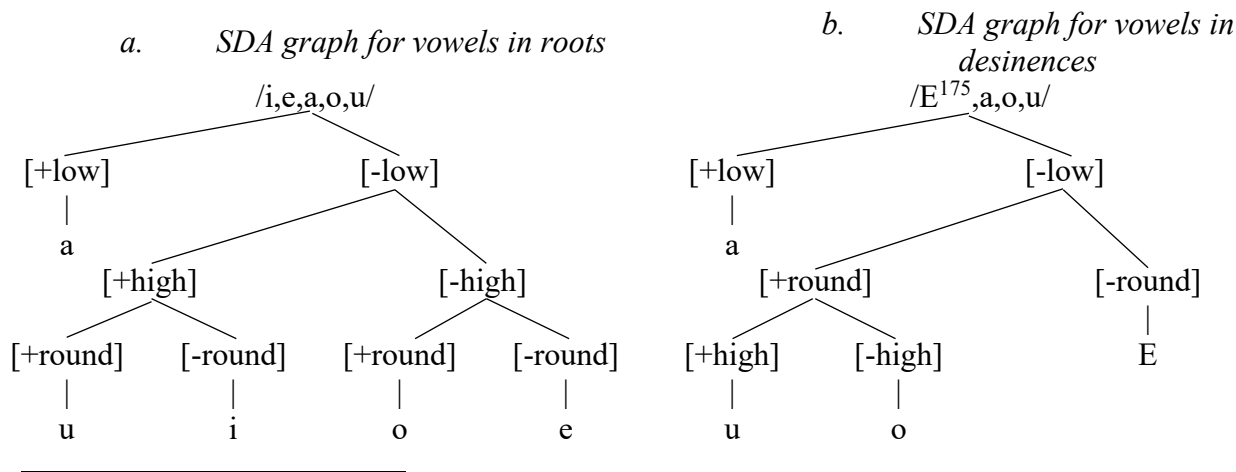 a. SDA graph for vowels in roots
/i,e,a,o,u/
[+low] [-low]
a
[+high] [-high]
[+round] [-round] [+round] [-round]
u i o e
b. SDA graph for vowels in
desinences
/E175,a,o,u/
[+low] [-low]
a
[+round] [-round]
[+high] [-high] E
u o